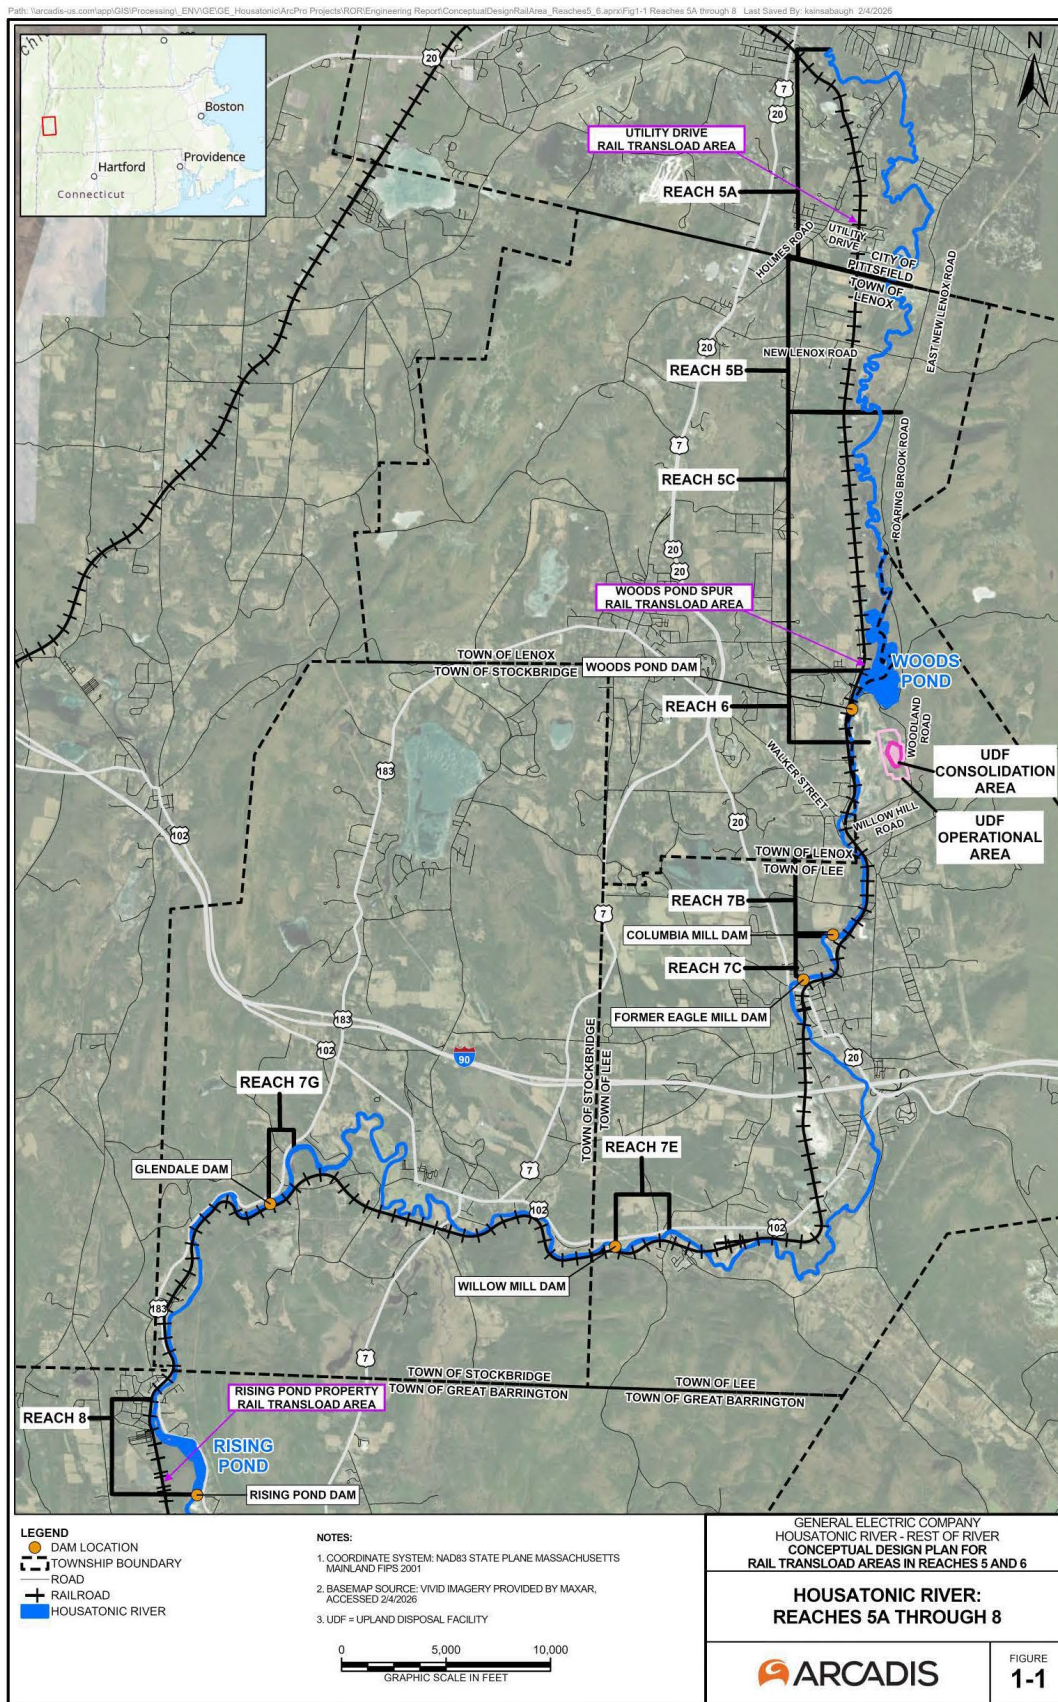 Path: \\arcadis-us.com\app\GIS\Processing\_ENV\GE\GE_Housatonic\ArcPro Projects\ROR\Engineering Report\ConceptualDesignRailArea_Reaches5_6.aprx\Fig1-1 Reaches 5A through 8 Last Saved By: ksinsabaugh 2/4/2026
Boston
Providence
Hartford
Connecticut
N
20
7
20
UTILITY DRIVE
RAIL TRANSLOAD AREA
REACH 5A
HOLMES ROAD
UTILITY
DRIVE
CITY OF
PITTSFIELD
TOWN OF
LENOX
EAST NEW LENOX ROAD
20
NEW LENOX ROAD
REACH 5B
7
REACH 5C
ROARING BROOK ROAD
20
20
WOODS POND SPUR
RAIL TRANSLOAD AREA
TOWN OF LENOX
TOWN OF STOCKBRIDGE
WOODS POND DAM
WOODS
POND
REACH 6
WOODLAND
ROAD
WALKER STREET
UDF
CONSOLIDATION
AREA
183
20
102
WILLOW HILL
ROAD
UDF
OPERATIONAL
AREA
TOWN OF LENOX
TOWN OF LEE
REACH 7B
7
COLUMBIA MILL DAM
REACH 7C
FORMER EAGLE MILL DAM
183
102
90
20
TOWN OF STOCKBRIDGE
TOWN OF LEE
REACH 7G
REACH 7E
GLENDALE DAM
7
102
102
WILLOW MILL DAM
183
7
TOWN OF STOCKBRIDGE
TOWN OF GREAT BARRINGTON
TOWN OF LEE
TOWN OF GREAT BARRINGTON
RISING POND PROPERTY
RAIL TRANSLOAD AREA
REACH 8
RISING
POND
RISING POND DAM
LEGEND
DAM LOCATION
TOWNSHIP BOUNDARY
ROAD
RAILROAD
HOUSATONIC RIVER
NOTES:
1. COORDINATE SYSTEM: NAD83 STATE PLANE MASSACHUSETTS
MAINLAND FIPS 2001
2. BASEMAP SOURCE: VIVID IMAGERY PROVIDED BY MAXAR,
ACCESSED 2/4/2026
3. UDF = UPLAND DISPOSAL FACILITY
0 5,000 10,000
GRAPHIC SCALE IN FEET
GENERAL ELECTRIC COMPANY
HOUSATONIC RIVER - REST OF RIVER
CONCEPTUAL DESIGN PLAN FOR
RAIL TRANSLOAD AREAS IN REACHES 5 AND 6
HOUSATONIC RIVER:
REACHES 5A THROUGH 8
ARCADIS
FIGURE
1-1